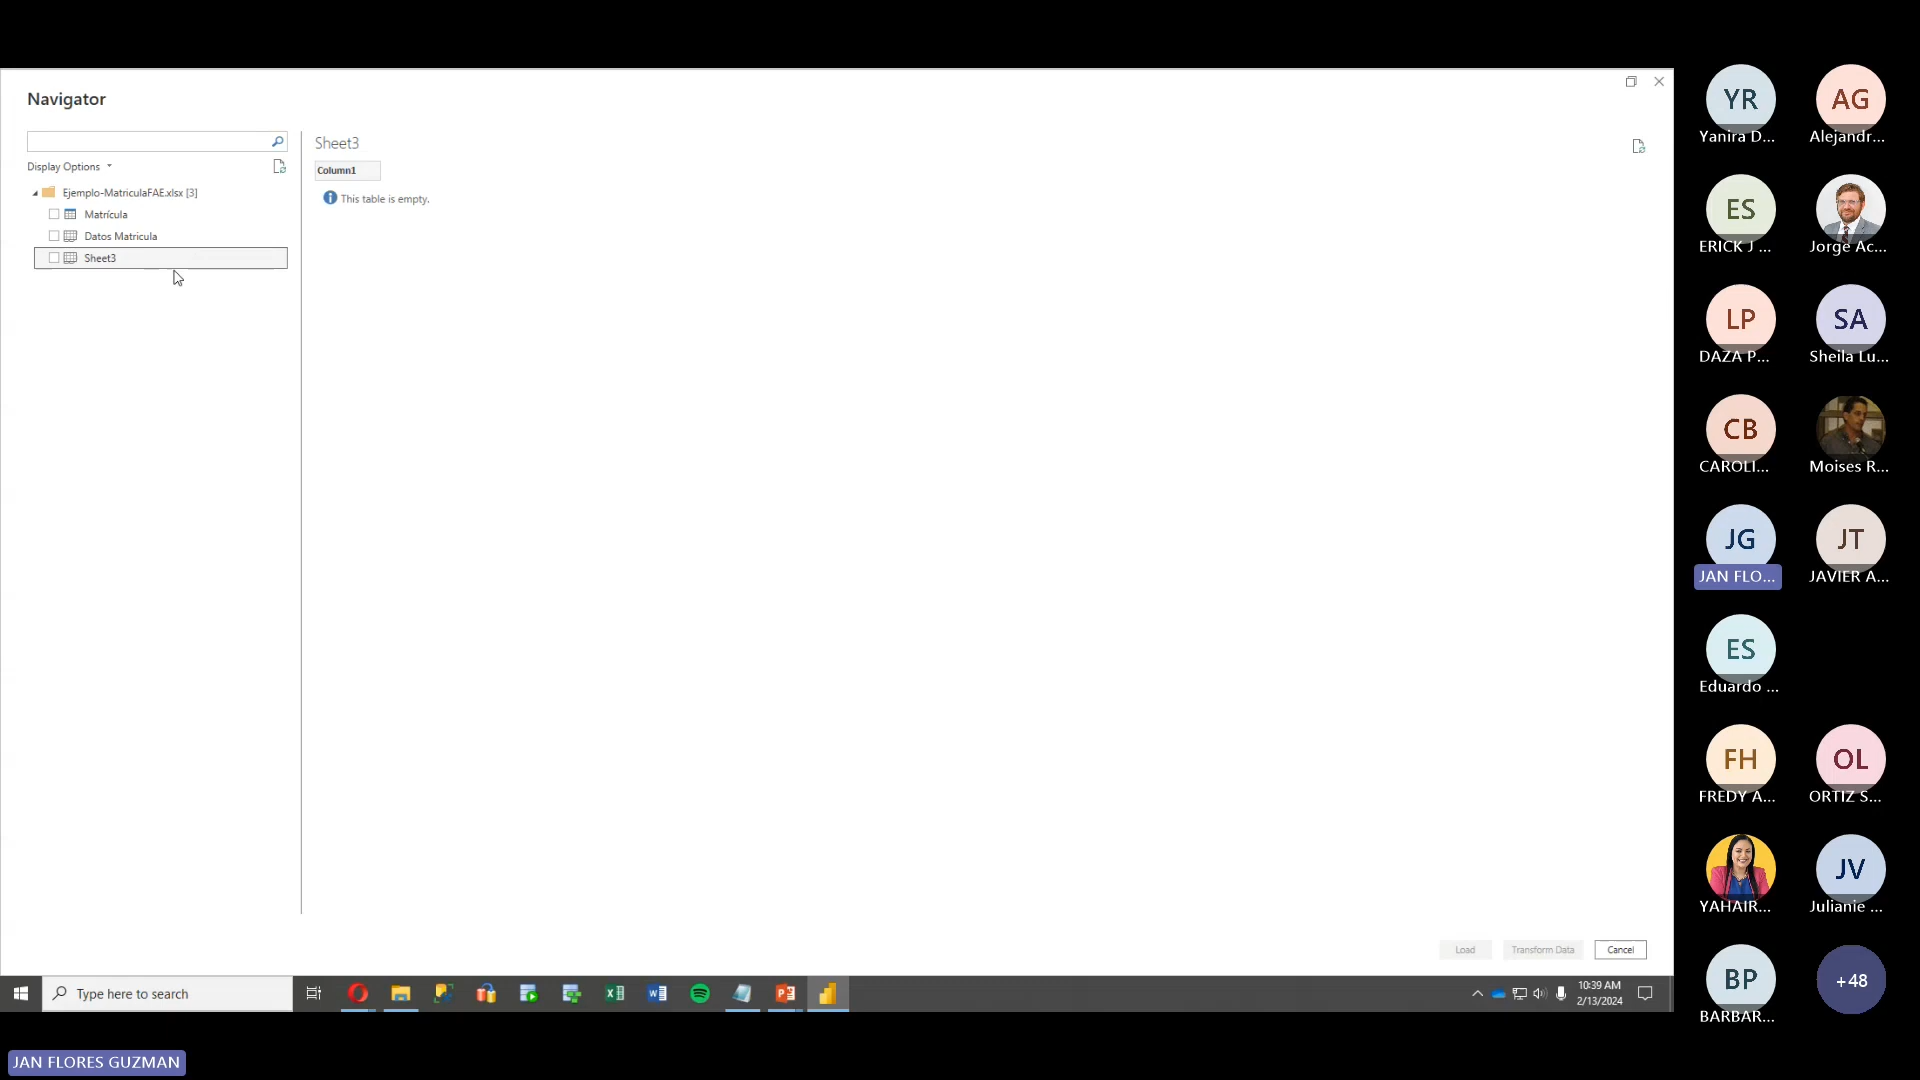 Navigator
Display Options
Ejemplo-MatriculaFAE.xlsx [3]
Matrícula
Datos Matricula
Sheet3
Sheet3
Column1
This table is empty.
Load
Transform Data
Cancel
Type here to search
10:39 AM
2/13/2024
YR
Yanira D...
AG
Alejandr...
ES
ERICK J ...
Jorge Ac...
LP
DAZA P...
SA
Sheila Lu...
CB
CAROLI...
Moises R...
JG
JAN FLO...
JT
JAVIER A...
ES
Eduardo ...
FH
FREDY A...
OL
ORTIZ S...
YAHAIR...
JV
Julianie ...
BP
BARBAR...
+48
JAN FLORES GUZMAN